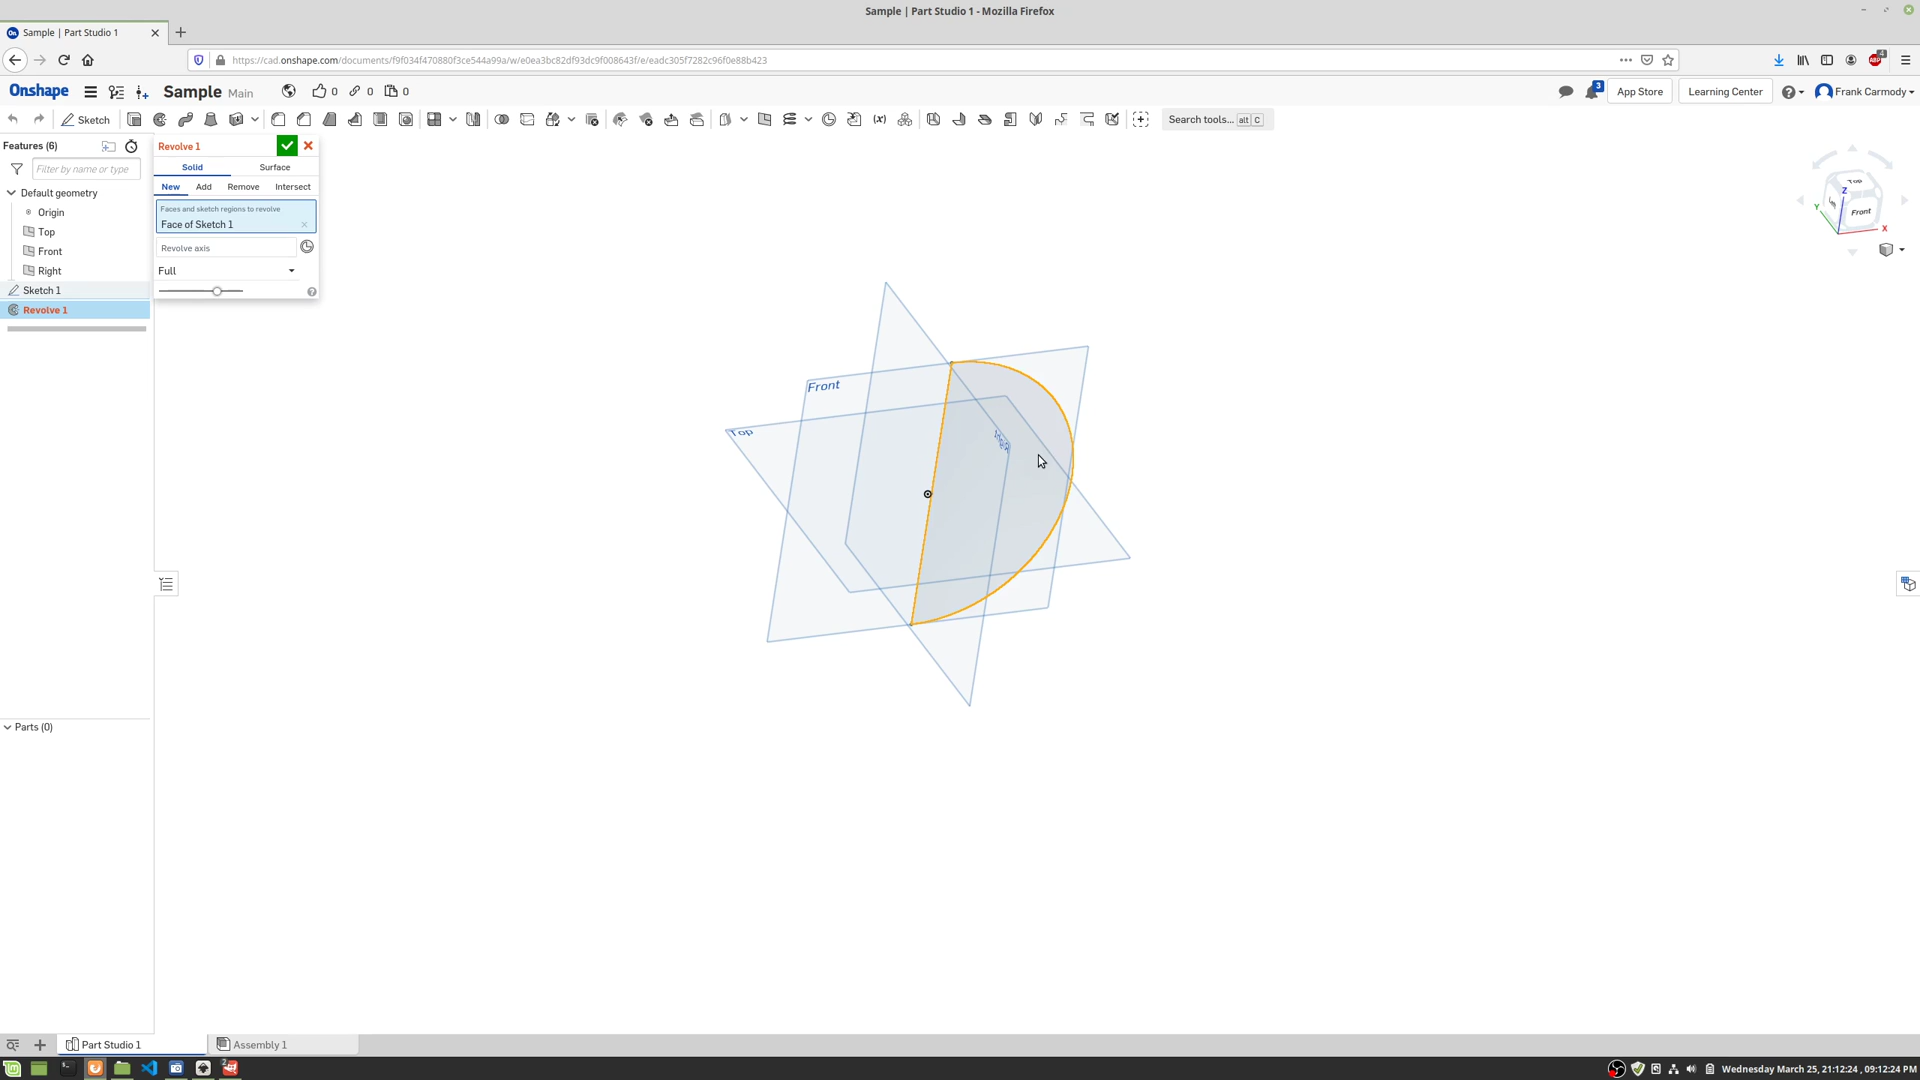 Sample | Part Studio 1 - Mozilla Firefox
Sample | Part Studio 1
https://cad.onshape.com/documents/f9f034f470880f3ce544a99a/w/e0ea3bc82df93dc9f008643f/e/eadc305f7282c96f0e88b423
Onshape Sample Main 0 0 0 3 App Store Learning Center Frank Carmody
Sketch Search tools... alt C
Features (6)
Filter by name or type
Default geometry
Origin
Top
Front
Right
Sketch 1
Revolve 1
Revolve 1
Solid Surface
New Add Remove Intersect
Faces and sketch regions to revolve
Face of Sketch 1
Revolve axis
Full
Front
Top
Top
Z
Y
Front
X
Parts (0)
Part Studio 1 Assembly 1
Wednesday March 25, 21:12:24 , 09:12:24 PM